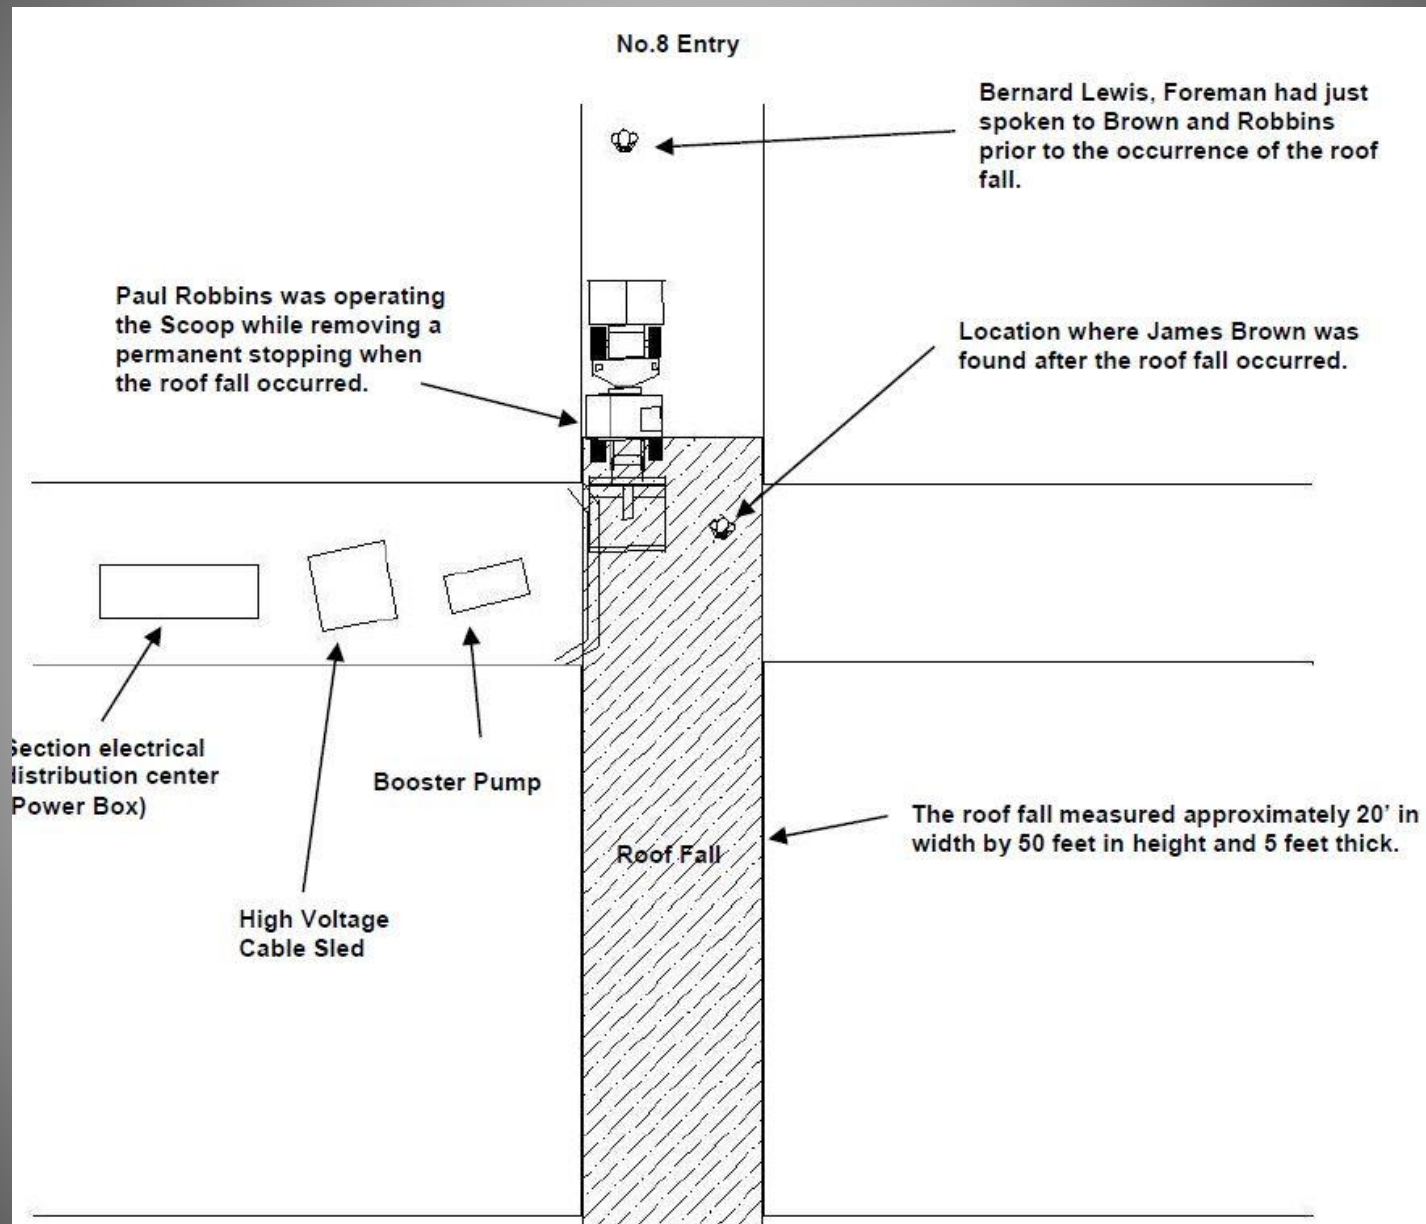 No.8 Entry
Bernard Lewis, Foreman had just
spoken to Brown and Robbins
prior to the occurrence of the roof
fall.
Paul Robbins was operating
the Scoop while removing a
permanent stopping when
the roof fall occurred.
Location where James Brown was
found after the roof fall occurred.
Section electrical
distribution center
(Power Box)
Booster Pump
High Voltage
Cable Sled
The roof fall measured approximately 20’ in
width by 50 feet in height and 5 feet thick.
Roof Fall